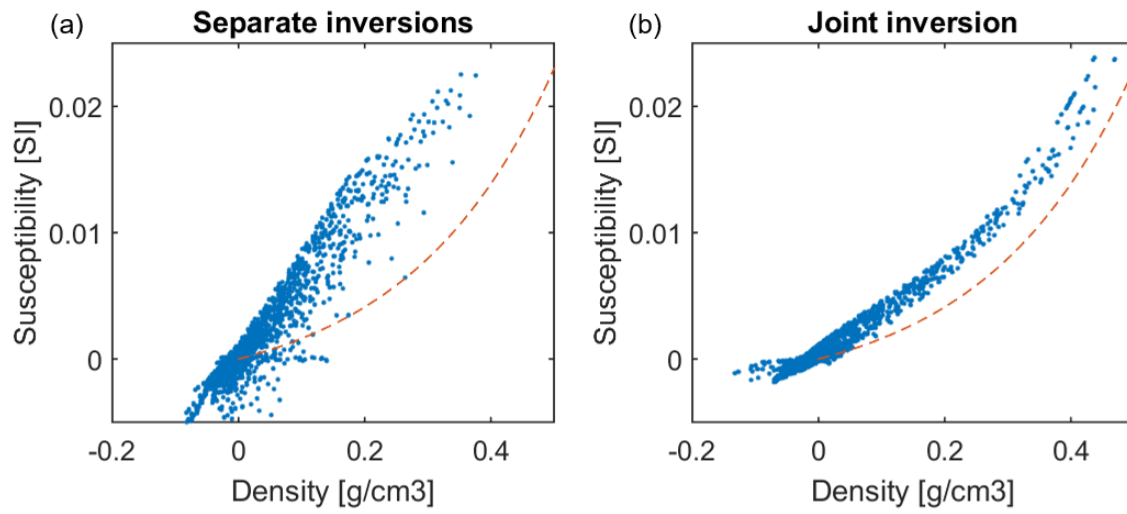 (a) Separate inversions
Susceptibility [SI]
0.02
0.01
0
-0.2 0 0.2 0.4
Density [g/cm3]
(b) Joint inversion
Susceptibility [SI]
0.02
0.01
0
-0.2 0 0.2 0.4
Density [g/cm3]